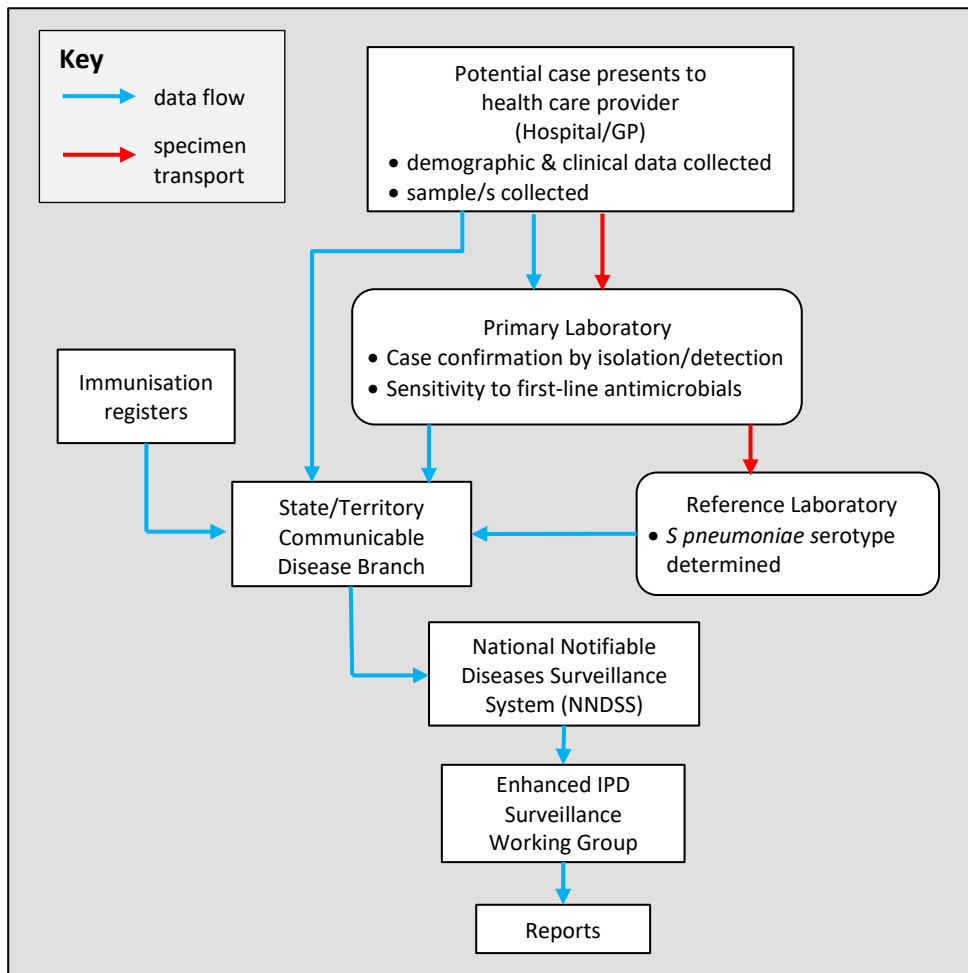 Key
data flow
specimen
transport
Potential case presents to
health care provider
(Hospital/GP)
• demographic & clinical data collected
• sample/s collected
Primary Laboratory
• Case confirmation by isolation/detection
• Sensitivity to first-line antimicrobials
Immunisation
registers
State/Territory
Communicable
Disease Branch
Reference Laboratory
• S pneumoniae serotype
determined
National Notifiable
Diseases Surveillance
System (NNDSS)
Enhanced IPD
Surveillance
Working Group
Reports